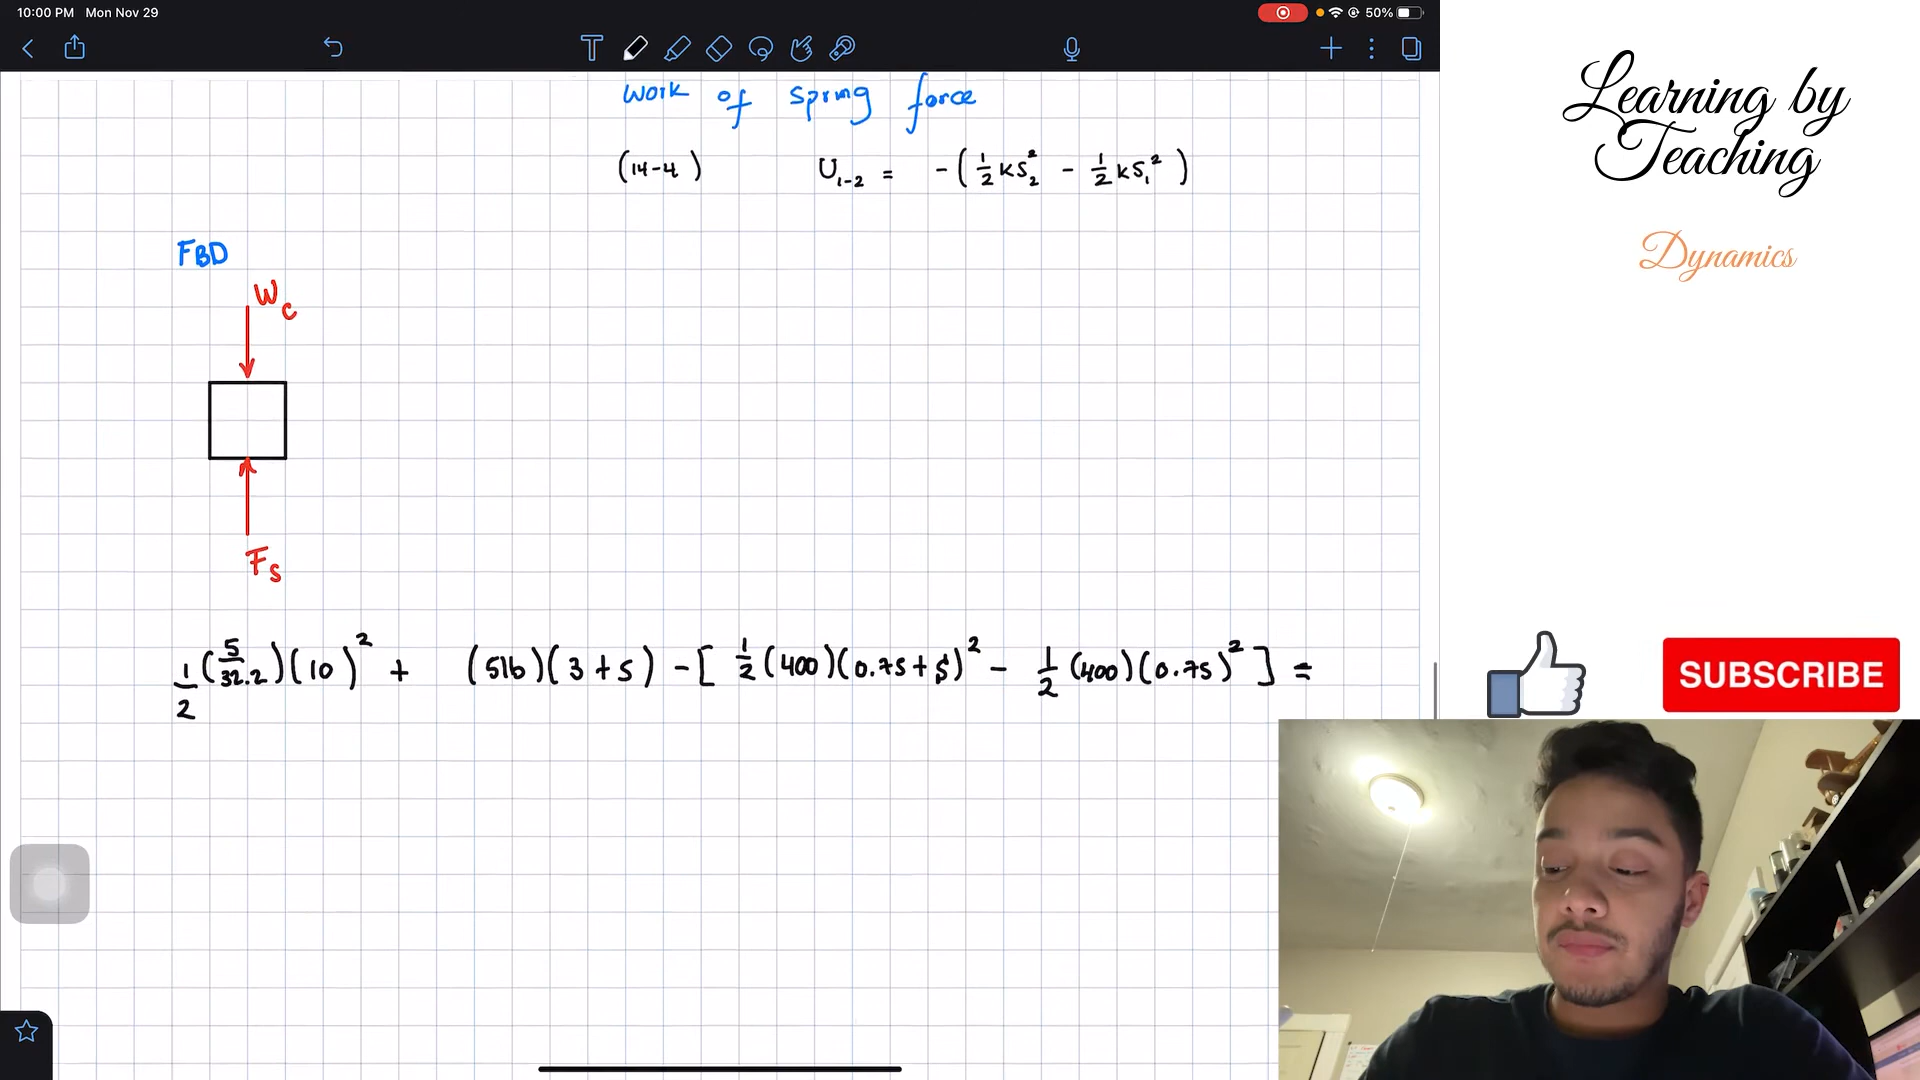 10:00 PM Mon Nov 29
50%
Learning by
Teaching
Dynamics
Work of spring force
(14-4) U₁₋₂ = -(½ks₂² - ½ks₁²)
FBD
W_c
F_s
½(5/32.2)(10)² + (5lb)(3+s) - [½(400)(0.75+s)² - ½(400)(0.75)²] =
SUBSCRIBE